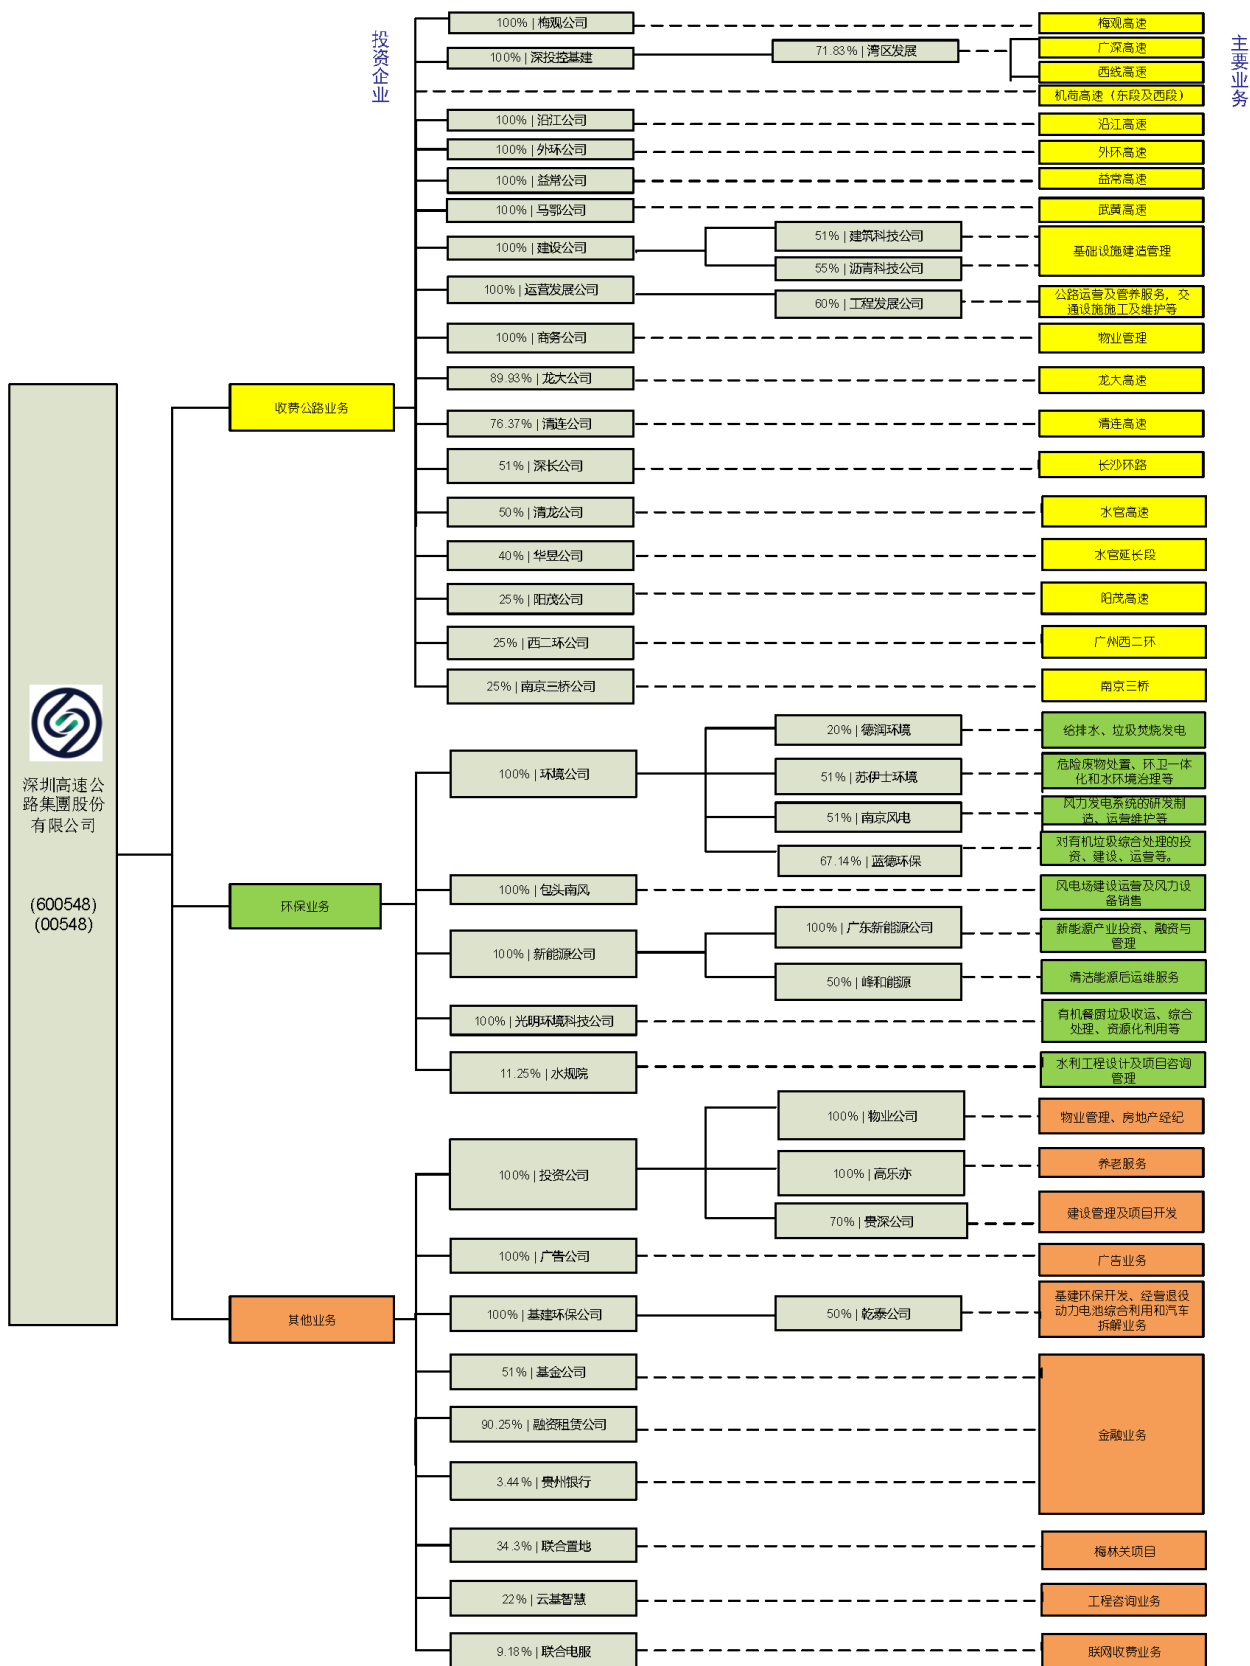 投资企业
主要业务
100% | 梅观公司
梅观高速
100% | 深投控基建
71.83% | 湾区发展
广深高速
西线高速
机荷高速（东段及西段）
100% | 沿江公司
沿江高速
100% | 外环公司
外环高速
100% | 益常公司
益常高速
100% | 马鄂公司
武黄高速
100% | 建设公司
51% | 建筑科技公司
55% | 沥青科技公司
基础设施建造管理
100% | 运营发展公司
60% | 工程发展公司
公路运营及管养服务，交
通设施施工及维护等
100% | 商务公司
物业管理
收费公路业务
89.93% | 龙大公司
龙大高速
76.37% | 清连公司
清连高速
51% | 深长公司
长沙环路
50% | 清龙公司
水官高速
40% | 华昱公司
水官延长段
25% | 阳茂公司
阳茂高速
25% | 西二环公司
广州西二环
25% | 南京三桥公司
南京三桥
深圳高速公
路集團股份
有限公司
(600548)
(00548)
环保业务
100% | 环境公司
20% | 德润环境
给排水、垃圾焚烧发电
51% | 苏伊士环境
危险废物处置、环卫一体
化和水环境治理等
51% | 南京风电
风力发电系统的研发制
造、运营维护等
67.14% | 蓝德环保
对有机垃圾综合处理的投
资、建设、运营等。
100% | 包头南风
风电场建设运营及风力设
备销售
100% | 新能源公司
100% | 广东新能源公司
新能源产业投资、融资与
管理
50% | 峰和能源
清洁能源后运维服务
100% | 光明环境科技公司
有机餐厨垃圾收运、综合
处理、资源化利用等
11.25% | 水规院
水利工程设计及项目咨询
管理
其他业务
100% | 投资公司
100% | 物业公司
物业管理、房地产经纪
100% | 高乐亦
养老服务
70% | 贵深公司
建设管理及项目开发
100% | 广告公司
广告业务
100% | 基建环保公司
50% | 乾泰公司
基建环保开发、经营退役
动力电池综合利用和汽车
拆解业务
51% | 基金公司
90.25% | 融资租赁公司
3.44% | 贵州银行
金融业务
34.3% | 联合置地
梅林关项目
22% | 云基智慧
工程咨询业务
9.18% | 联合电服
联网收费业务